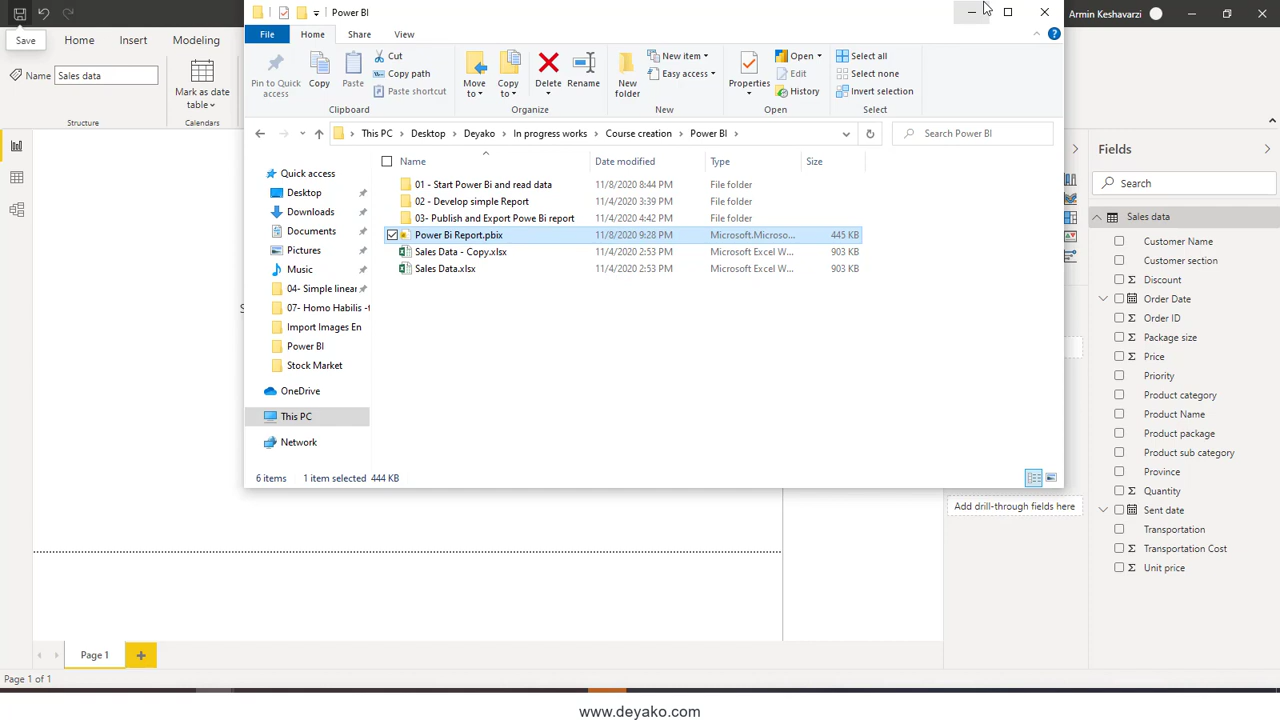 Power BI
Armin Keshavarzi
Save
Home
Insert
Modeling
File
Home
Share
View
Name
Sales data
Mark as date
table
Structure
Calendars
Pin to Quick
access
Copy
Paste
Cut
Copy path
Paste shortcut
Clipboard
Move
to
Copy
to
Delete
Rename
Organize
New
folder
New item
Easy access
New
Properties
Open
Edit
History
Open
Select all
Select none
Invert selection
Select
This PC
Desktop
Deyako
In progress works
Course creation
Power BI
Search Power BI
Name
Date modified
Type
Size
Quick access
Desktop
Downloads
Documents
Pictures
Music
04- Simple linear
07- Homo Habilis -t
Import Images En
Power BI
Stock Market
OneDrive
This PC
Network
01 - Start Power Bi and read data 11/8/2020 8:44 PM File folder
02 - Develop simple Report 11/4/2020 3:39 PM File folder
03- Publish and Export Powe Bi report 11/4/2020 4:42 PM File folder
Power Bi Report.pbix 11/8/2020 9:28 PM Microsoft.Microso... 445 KB
Sales Data - Copy.xlsx 11/4/2020 2:53 PM Microsoft Excel W... 903 KB
Sales Data.xlsx 11/4/2020 2:53 PM Microsoft Excel W... 903 KB
6 items 1 item selected 444 KB
Fields
Search
Sales data
Customer Name
Customer section
Discount
Order Date
Order ID
Package size
Price
Priority
Product category
Product Name
Product package
Product sub category
Province
Quantity
Sent date
Transportation
Transportation Cost
Unit price
Add drill-through fields here
Page 1
Page 1 of 1
www.deyako.com